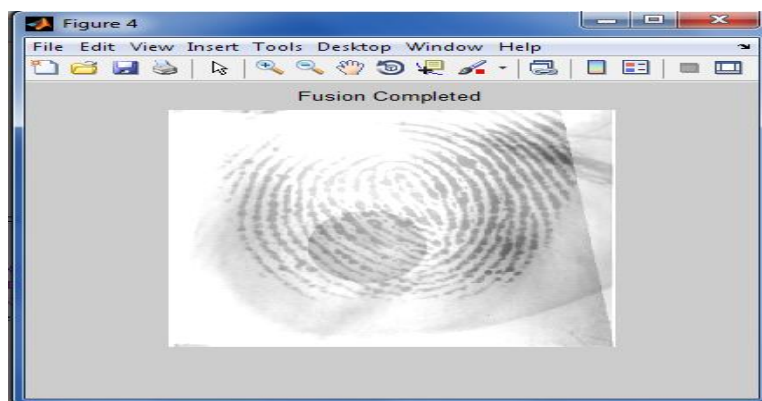 Figure 4
File Edit View Insert Tools Desktop Window Help
Fusion Completed